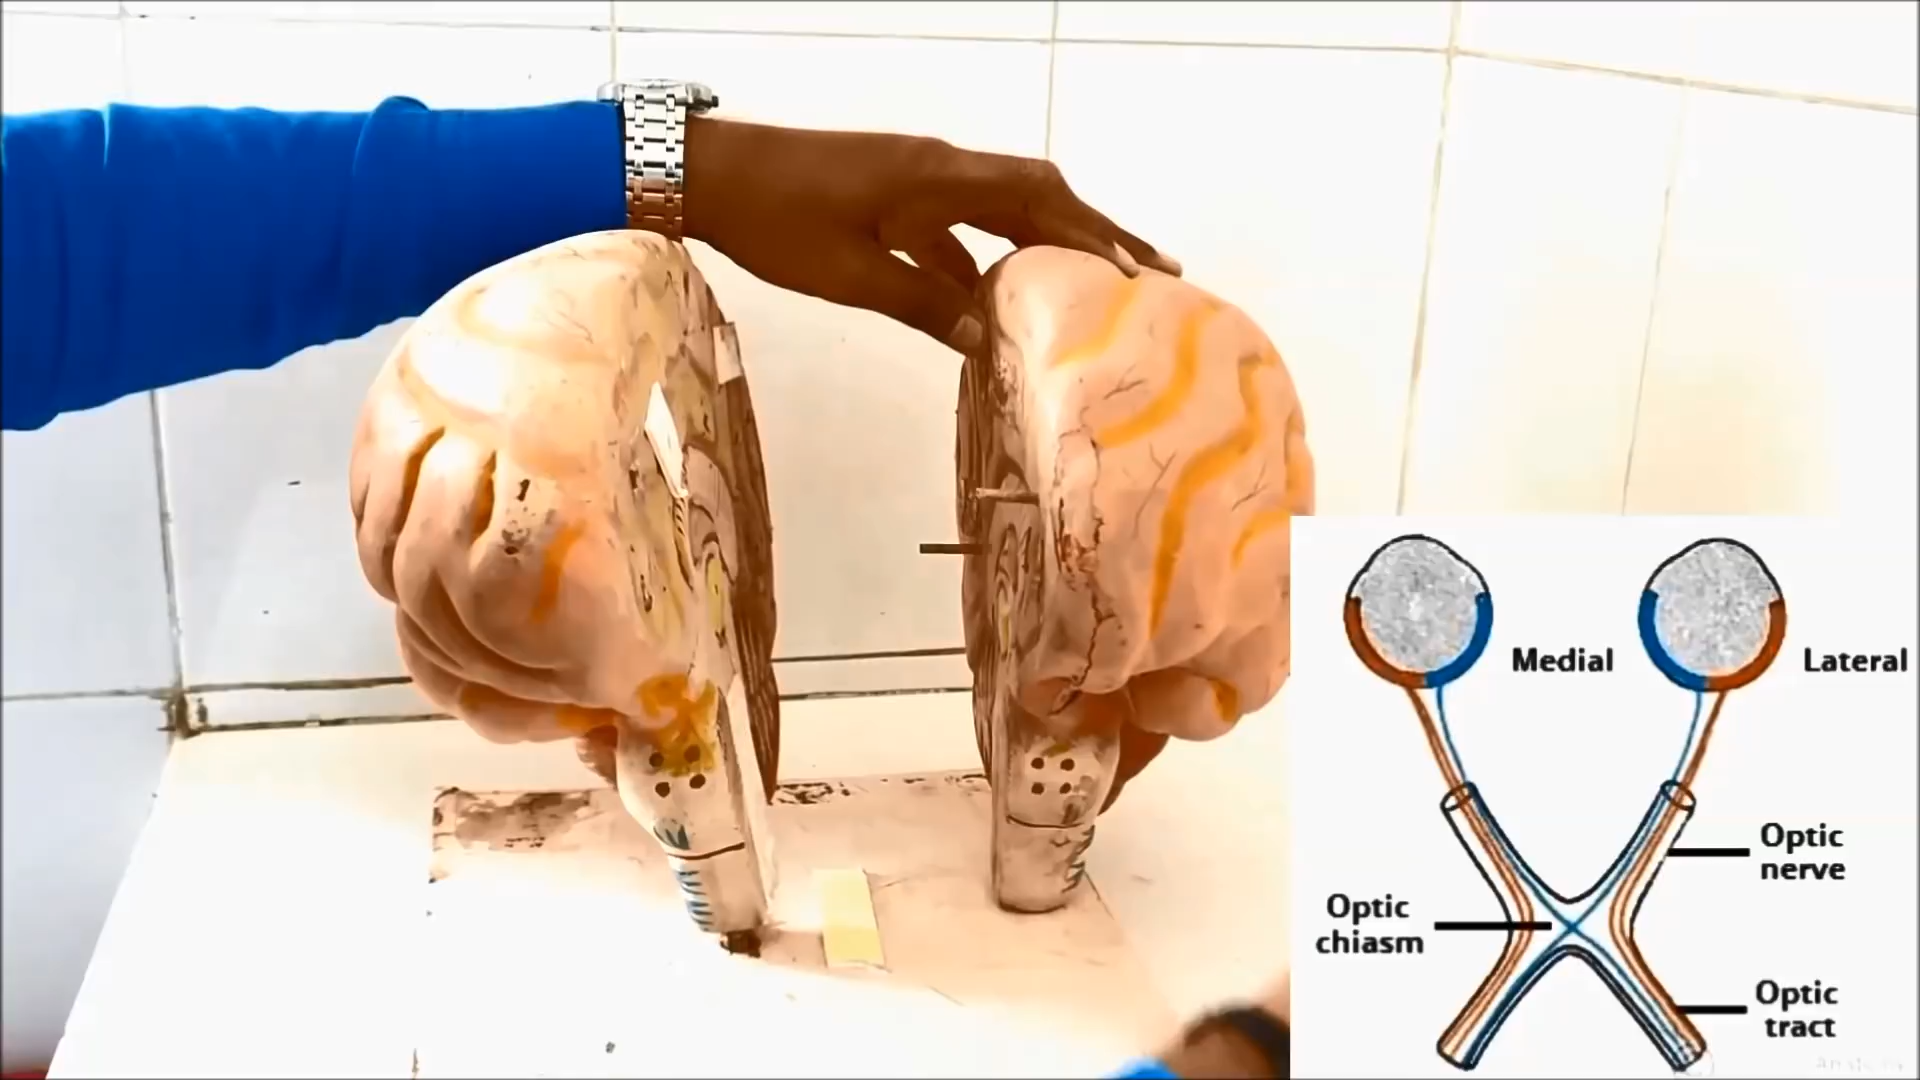 Medial
Lateral
Optic
nerve
Optic
chiasm
Optic
tract